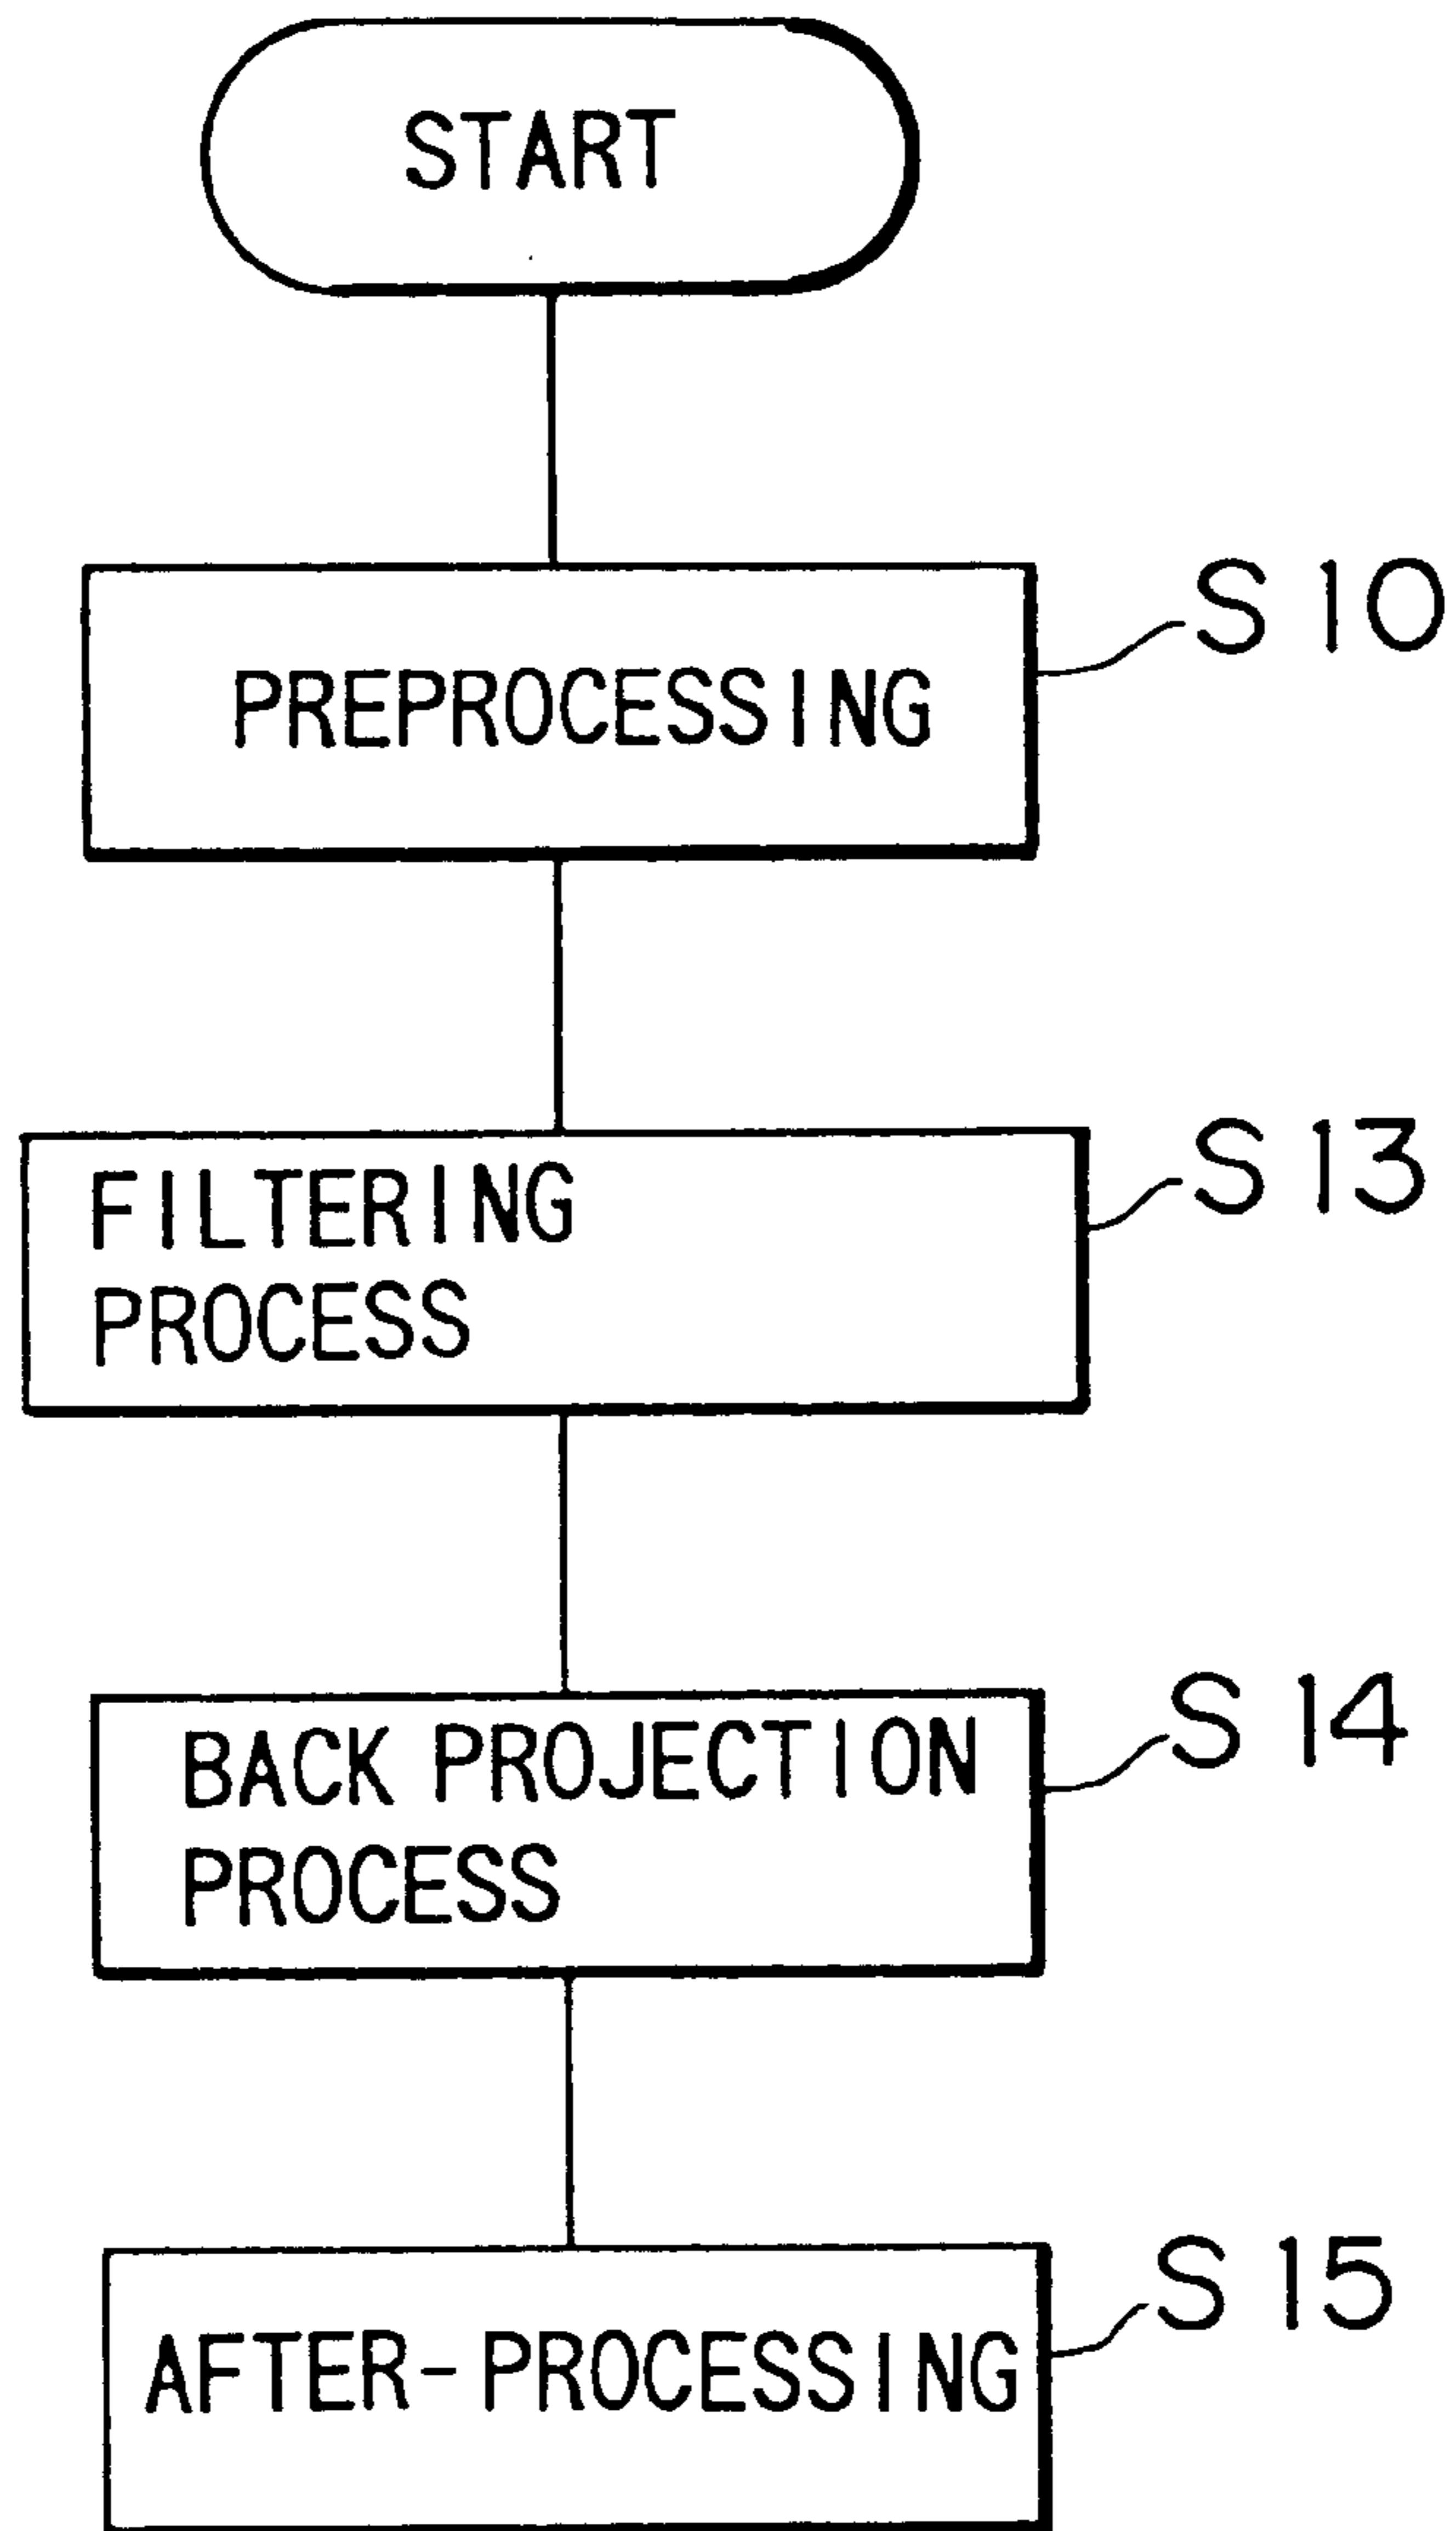 START
S10
PREPROCESSING
S13
FILTERING
PROCESS
S14
BACK PROJECTION
PROCESS
S15
AFTER-PROCESSING